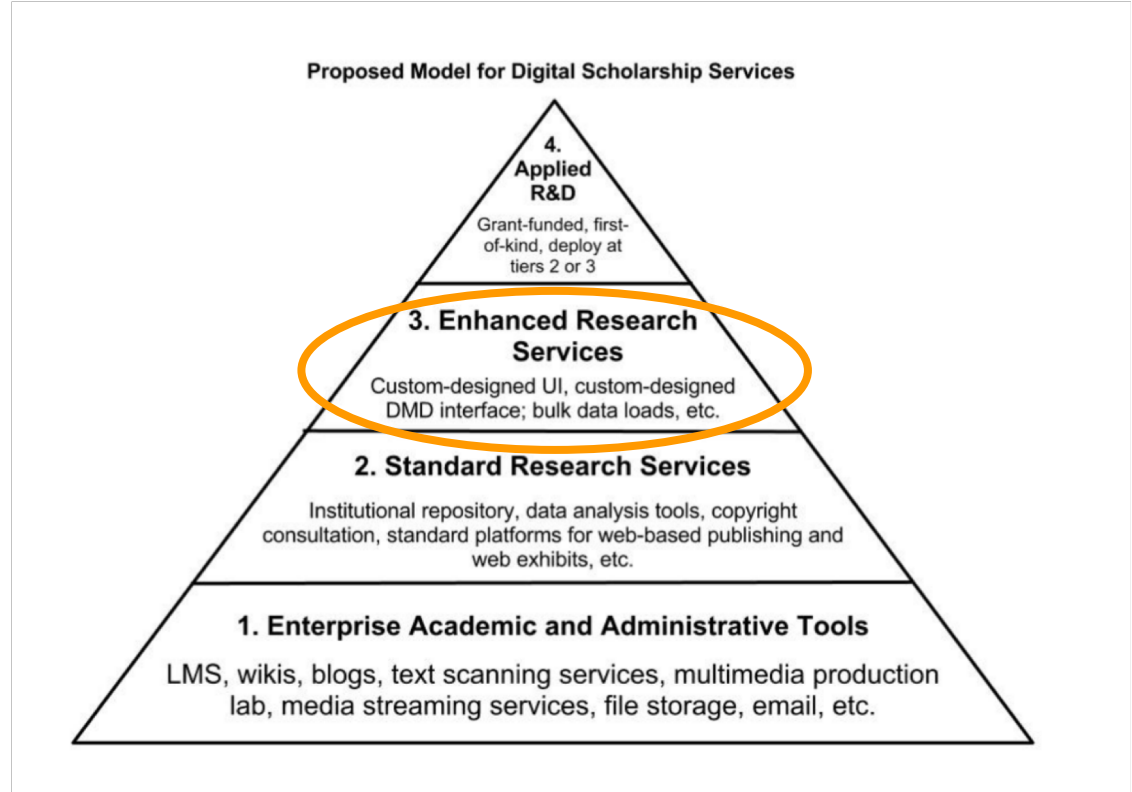 Proposed Model for Digital Scholarship Services
4.
Applied
R&D
Grant-funded, first-
of-kind, deploy at
tiers 2 or 3
3. Enhanced Research
Services
Custom-designed UI, custom-designed
DMD interface; bulk data loads, etc.
2. Standard Research Services
Institutional repository, data analysis tools, copyright
consultation, standard platforms for web-based publishing and
web exhibits, etc.
1. Enterprise Academic and Administrative Tools
LMS, wikis, blogs, text scanning services, multimedia production
lab, media streaming services, file storage, email, etc.